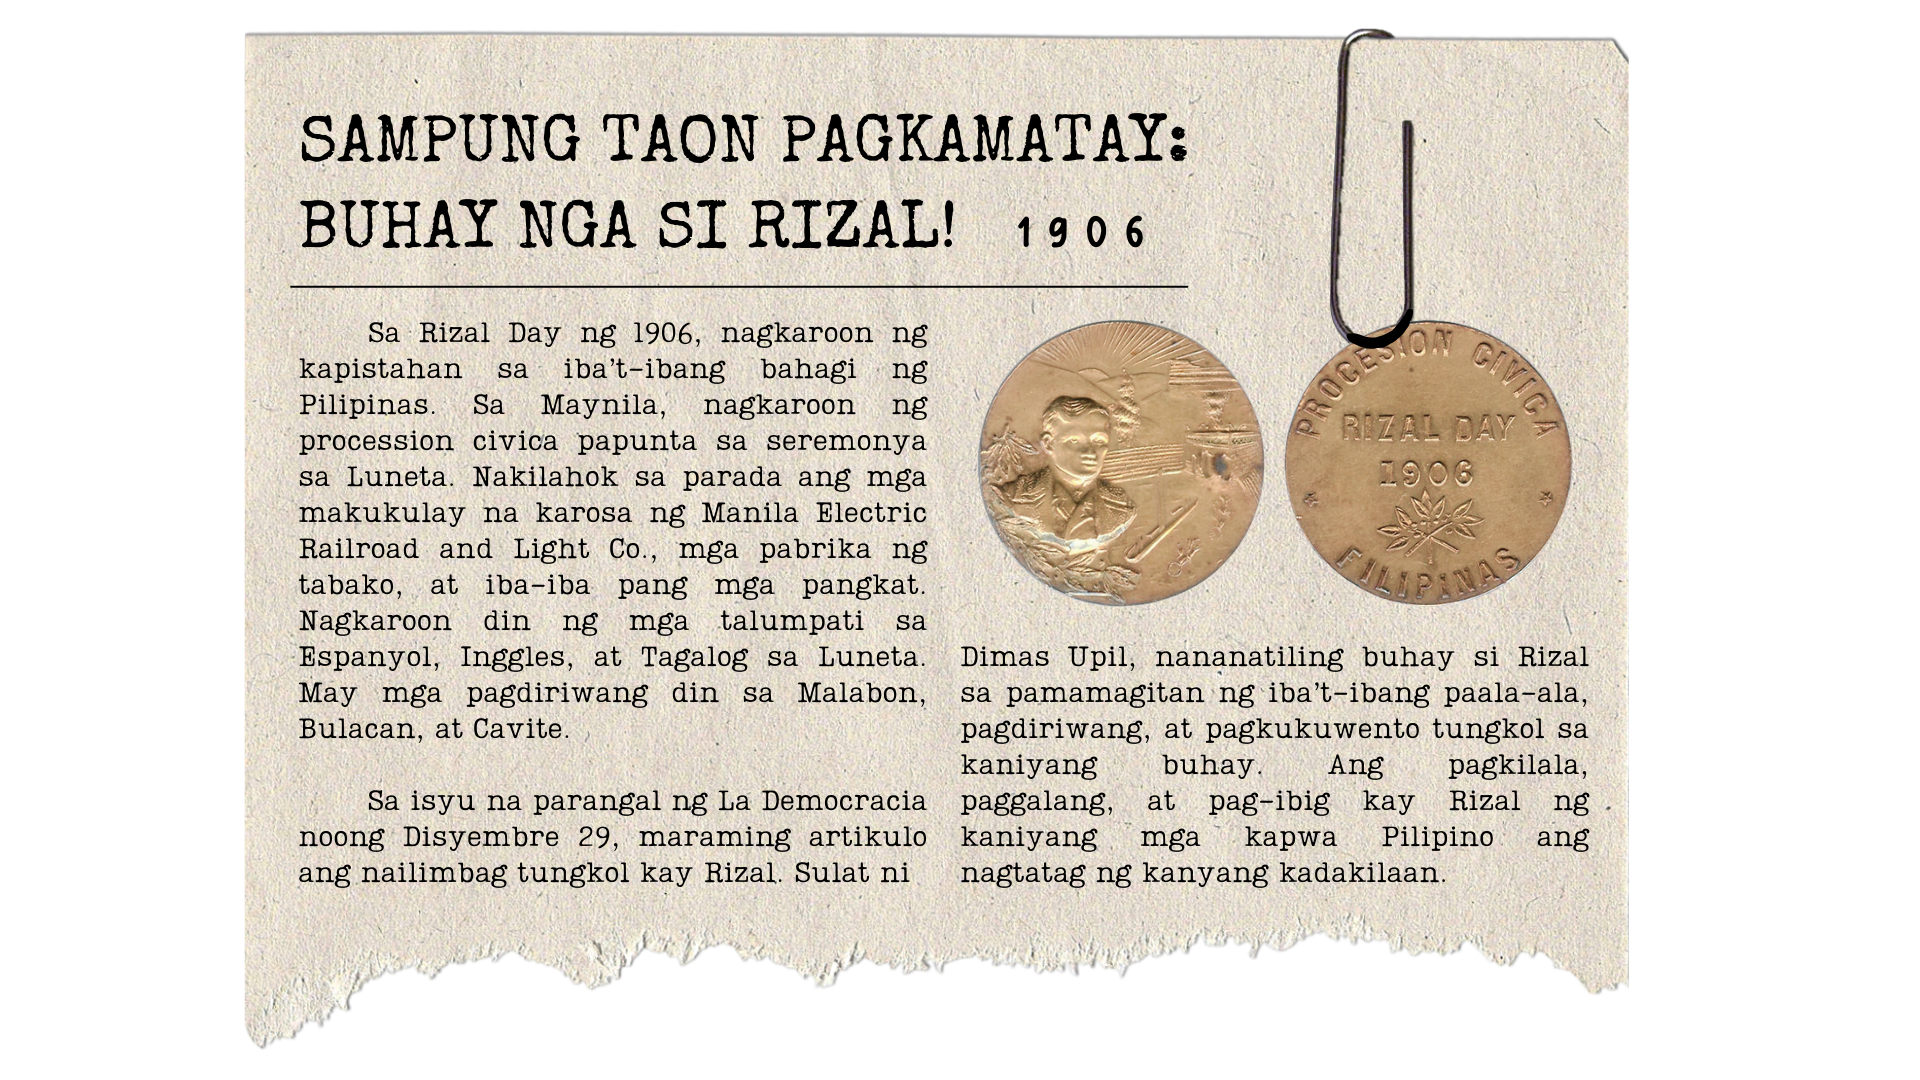 SAMPUNG TAON PAGKAMATAY:
BUHAY NGA SI RIZAL! 1906
Sa Rizal Day ng 1906, nagkaroon ng
kapistahan sa iba't-ibang bahagi ng
Pilipinas. Sa Maynila, nagkaroon ng
procession civica papunta sa seremonya
sa Luneta. Nakilahok sa parada ang mga
makukulay na karosa ng Manila Electric
Railroad and Light Co., mga pabrika ng
tabako, at iba-iba pang mga pangkat.
Nagkaroon din ng mga talumpati sa
Espanyol, Inggles, at Tagalog sa Luneta.
May mga pagdiriwang din sa Malabon,
Bulacan, at Cavite.
Sa isyu na parangal ng La Democracia
noong Disyembre 29, maraming artikulo
ang nailimbag tungkol kay Rizal. Sulat ni
PROCESION CIVICA
RIZAL DAY
1906
FILIPINAS
Dimas Upil, nananatiling buhay si Rizal
sa pamamagitan ng iba't-ibang paala-ala,
pagdiriwang, at pagkukuwento tungkol sa
kaniyang buhay. Ang pagkilala,
paggalang, at pag-ibig kay Rizal ng
kaniyang mga kapwa Pilipino ang
nagtatag ng kanyang kadakilaan.